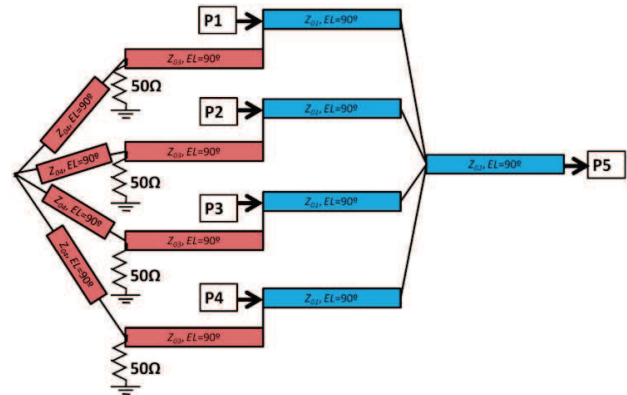 P1
Z01, EL=90º
Z03, EL=90º
50Ω
Z04, EL=90º
P2
Z01, EL=90º
Z04, EL=90º
Z03, EL=90º
50Ω
Z02, EL=90º
P5
P3
Z01, EL=90º
Z04, EL=90º
Z03, EL=90º
50Ω
Z04, EL=90º
P4
Z01, EL=90º
Z03, EL=90º
50Ω